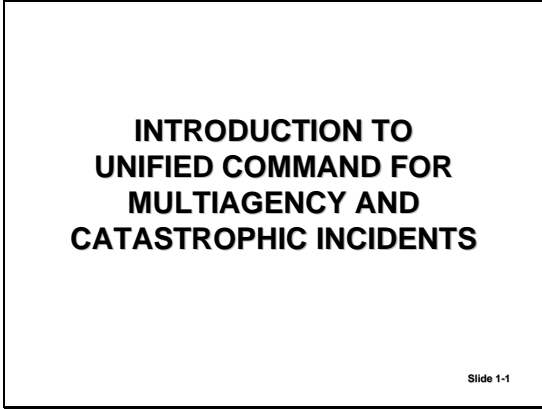 INTRODUCTION TO
UNIFIED COMMAND FOR
MULTIAGENCY AND
CATASTROPHIC INCIDENTS
Slide 1-1